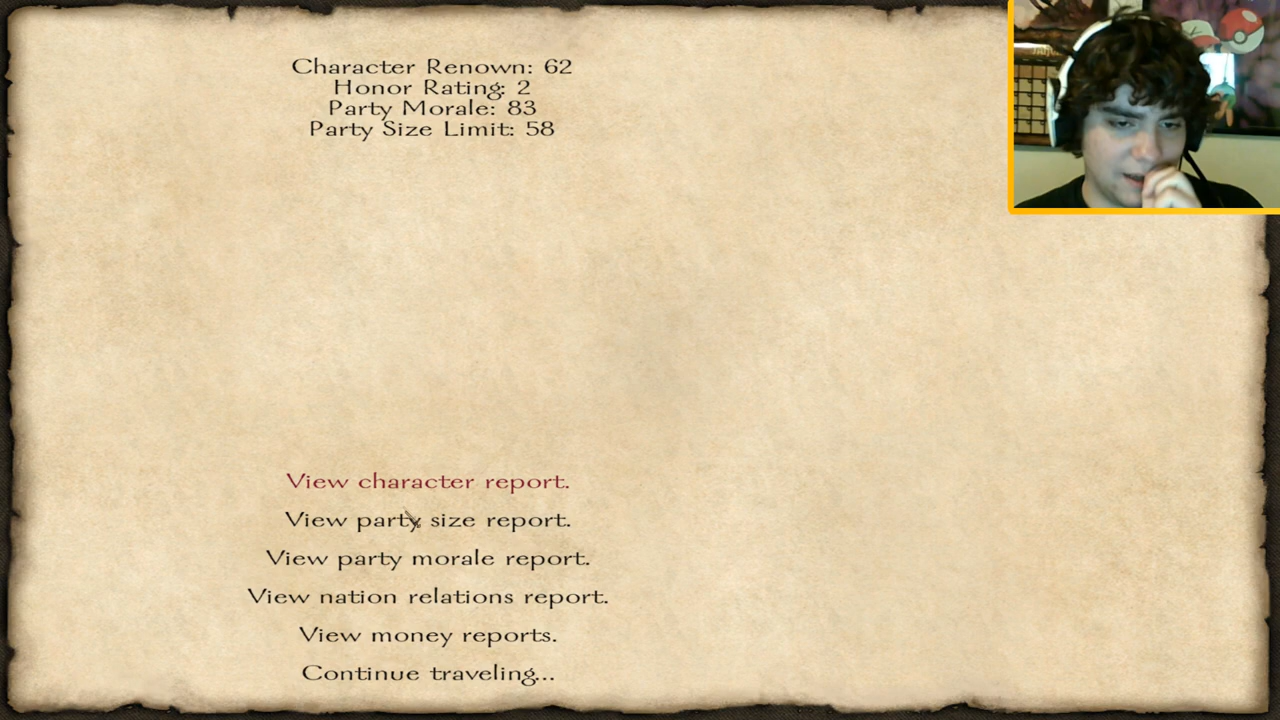 Character Renown: 62
Honor Rating: 2
Party Morale: 83
Party Size Limit: 58
View character report.
View party size report.
View party morale report.
View nation relations report.
View money reports.
Continue traveling...